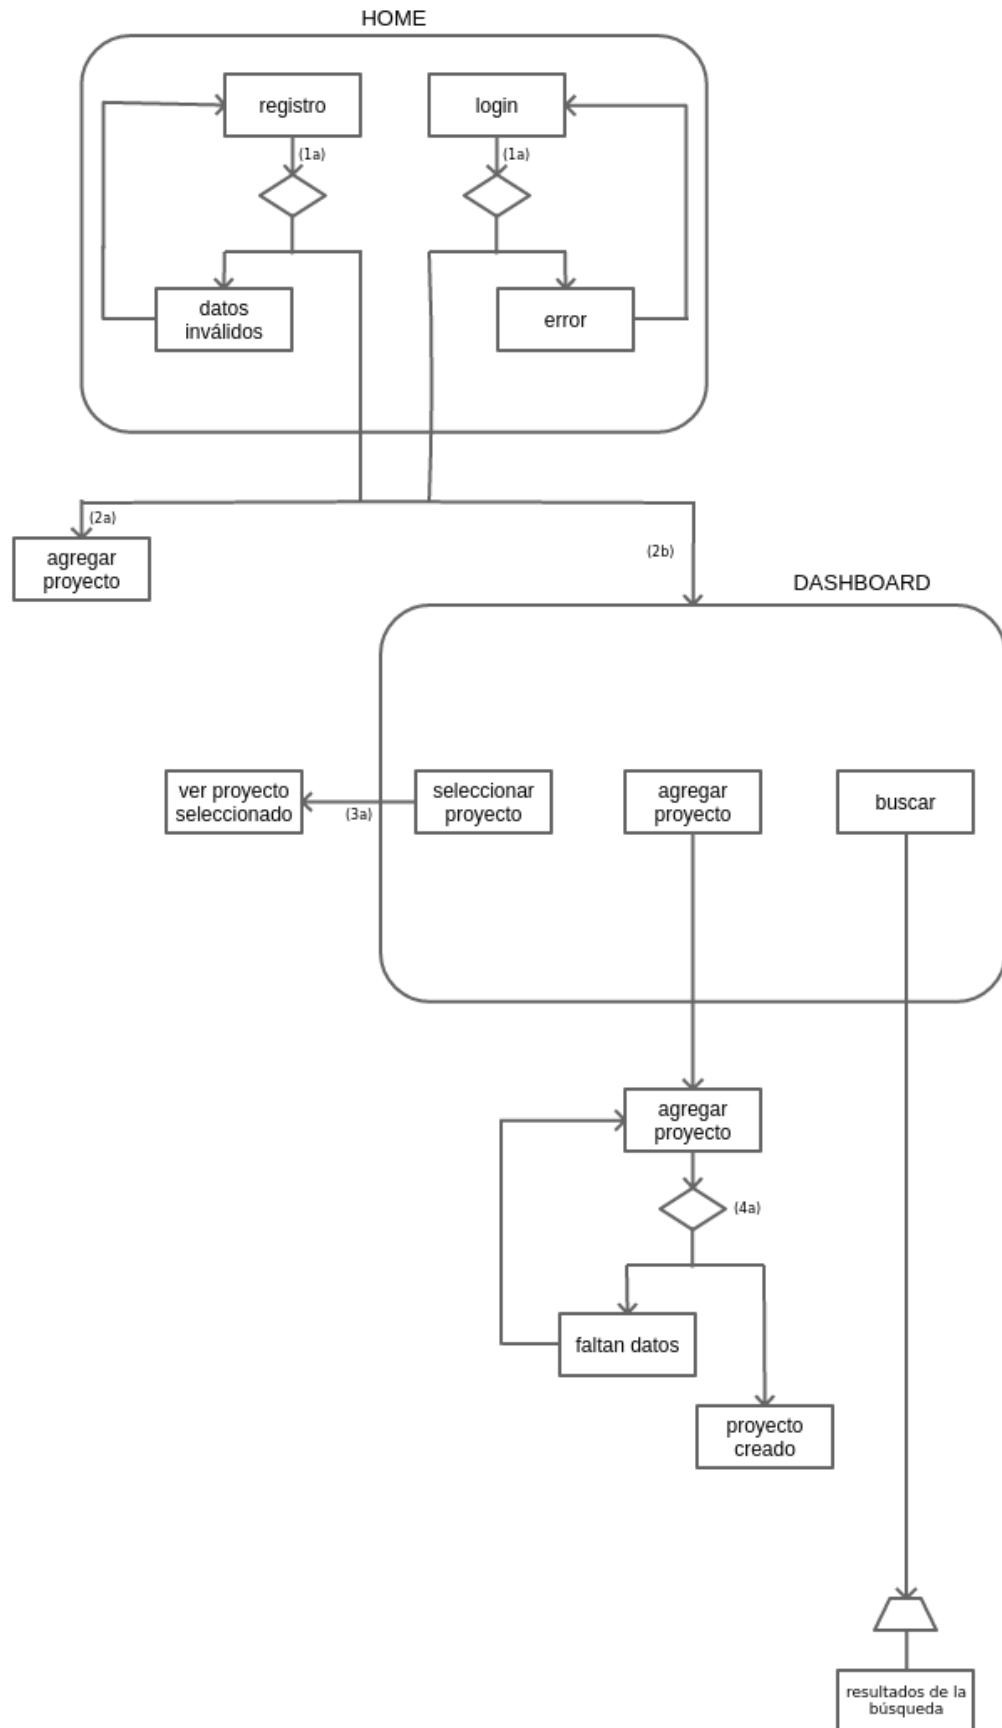 HOME
registro
login
(1a)
(1a)
datos
inválidos
error
(2a)
agregar
proyecto
(2b)
DASHBOARD
ver proyecto
seleccionado
(3a)
seleccionar
proyecto
agregar
proyecto
buscar
agregar
proyecto
(4a)
faltan datos
proyecto
creado
resultados de la
búsqueda